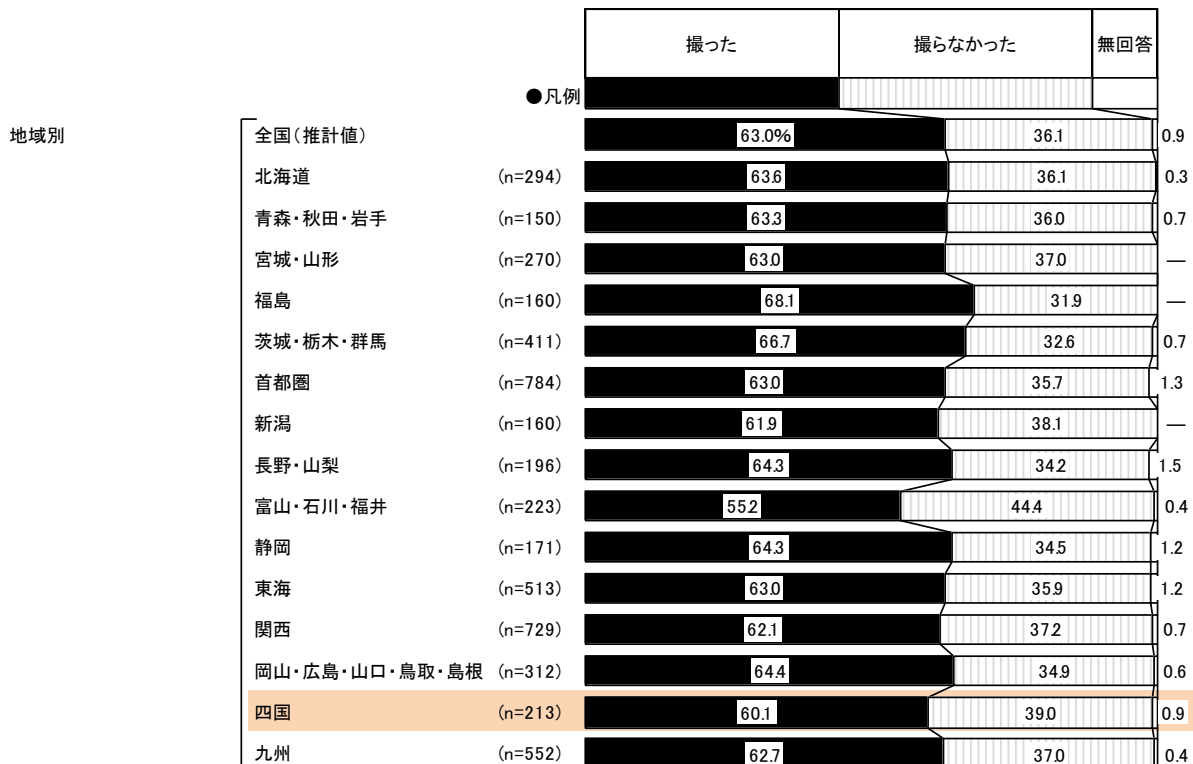 撮った 撮らなかった 無回答
●凡例
地域別 全国(推計値) 63.0% 36.1 0.9
北海道 (n=294) 63.6 36.1 0.3
青森・秋田・岩手 (n=150) 63.3 36.0 0.7
宮城・山形 (n=270) 63.0 37.0 —
福島 (n=160) 68.1 31.9 —
茨城・栃木・群馬 (n=411) 66.7 32.6 0.7
首都圏 (n=784) 63.0 35.7 1.3
新潟 (n=160) 61.9 38.1 —
長野・山梨 (n=196) 64.3 34.2 1.5
富山・石川・福井 (n=223) 55.2 44.4 0.4
静岡 (n=171) 64.3 34.5 1.2
東海 (n=513) 63.0 35.9 1.2
関西 (n=729) 62.1 37.2 0.7
岡山・広島・山口・鳥取・島根 (n=312) 64.4 34.9 0.6
四国 (n=213) 60.1 39.0 0.9
九州 (n=552) 62.7 37.0 0.4